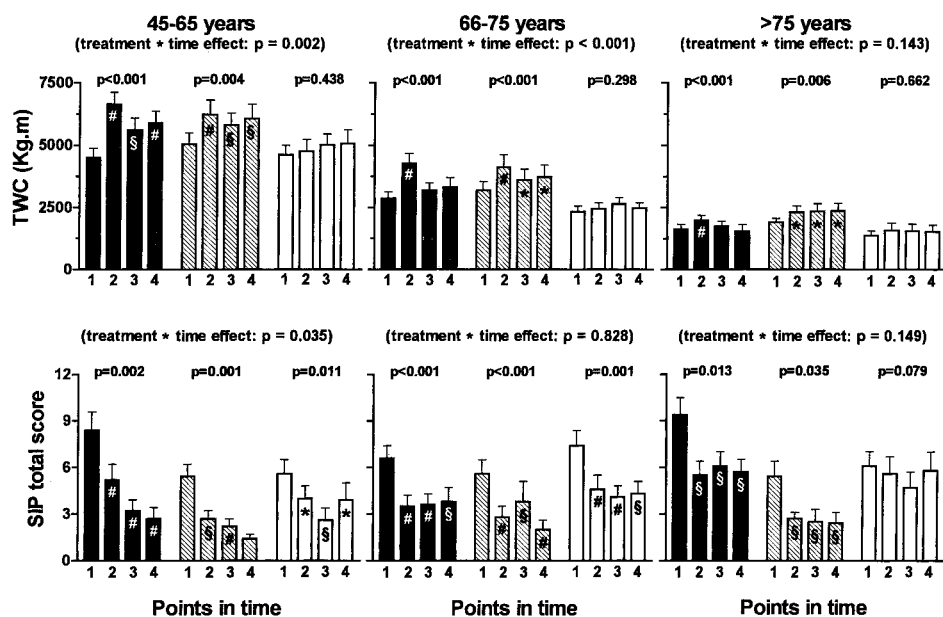 45-65 years 66-75 years >75 years
(treatment * time effect: p = 0.002) (treatment * time effect: p < 0.001) (treatment * time effect: p = 0.143)
p<0.001 p=0.004 p=0.438 p<0.001 p<0.001 p=0.298 p<0.001 p=0.006 p=0.662
TWC (Kg.m)
7500
5000
2500
0
# § # # § § # # * * # * * *
1 2 3 4 1 2 3 4 1 2 3 4 1 2 3 4 1 2 3 4 1 2 3 4 1 2 3 4 1 2 3 4 1 2 3 4
(treatment * time effect: p = 0.035) (treatment * time effect: p = 0.828) (treatment * time effect: p = 0.149)
p=0.002 p=0.001 p=0.011 p<0.001 p<0.001 p=0.001 p=0.013 p=0.035 p=0.079
SIP total score
12
9
6
3
0
# # # § # * § * # # § # § # # # § § § § § § §
1 2 3 4 1 2 3 4 1 2 3 4 1 2 3 4 1 2 3 4 1 2 3 4 1 2 3 4 1 2 3 4 1 2 3 4
Points in time Points in time Points in time